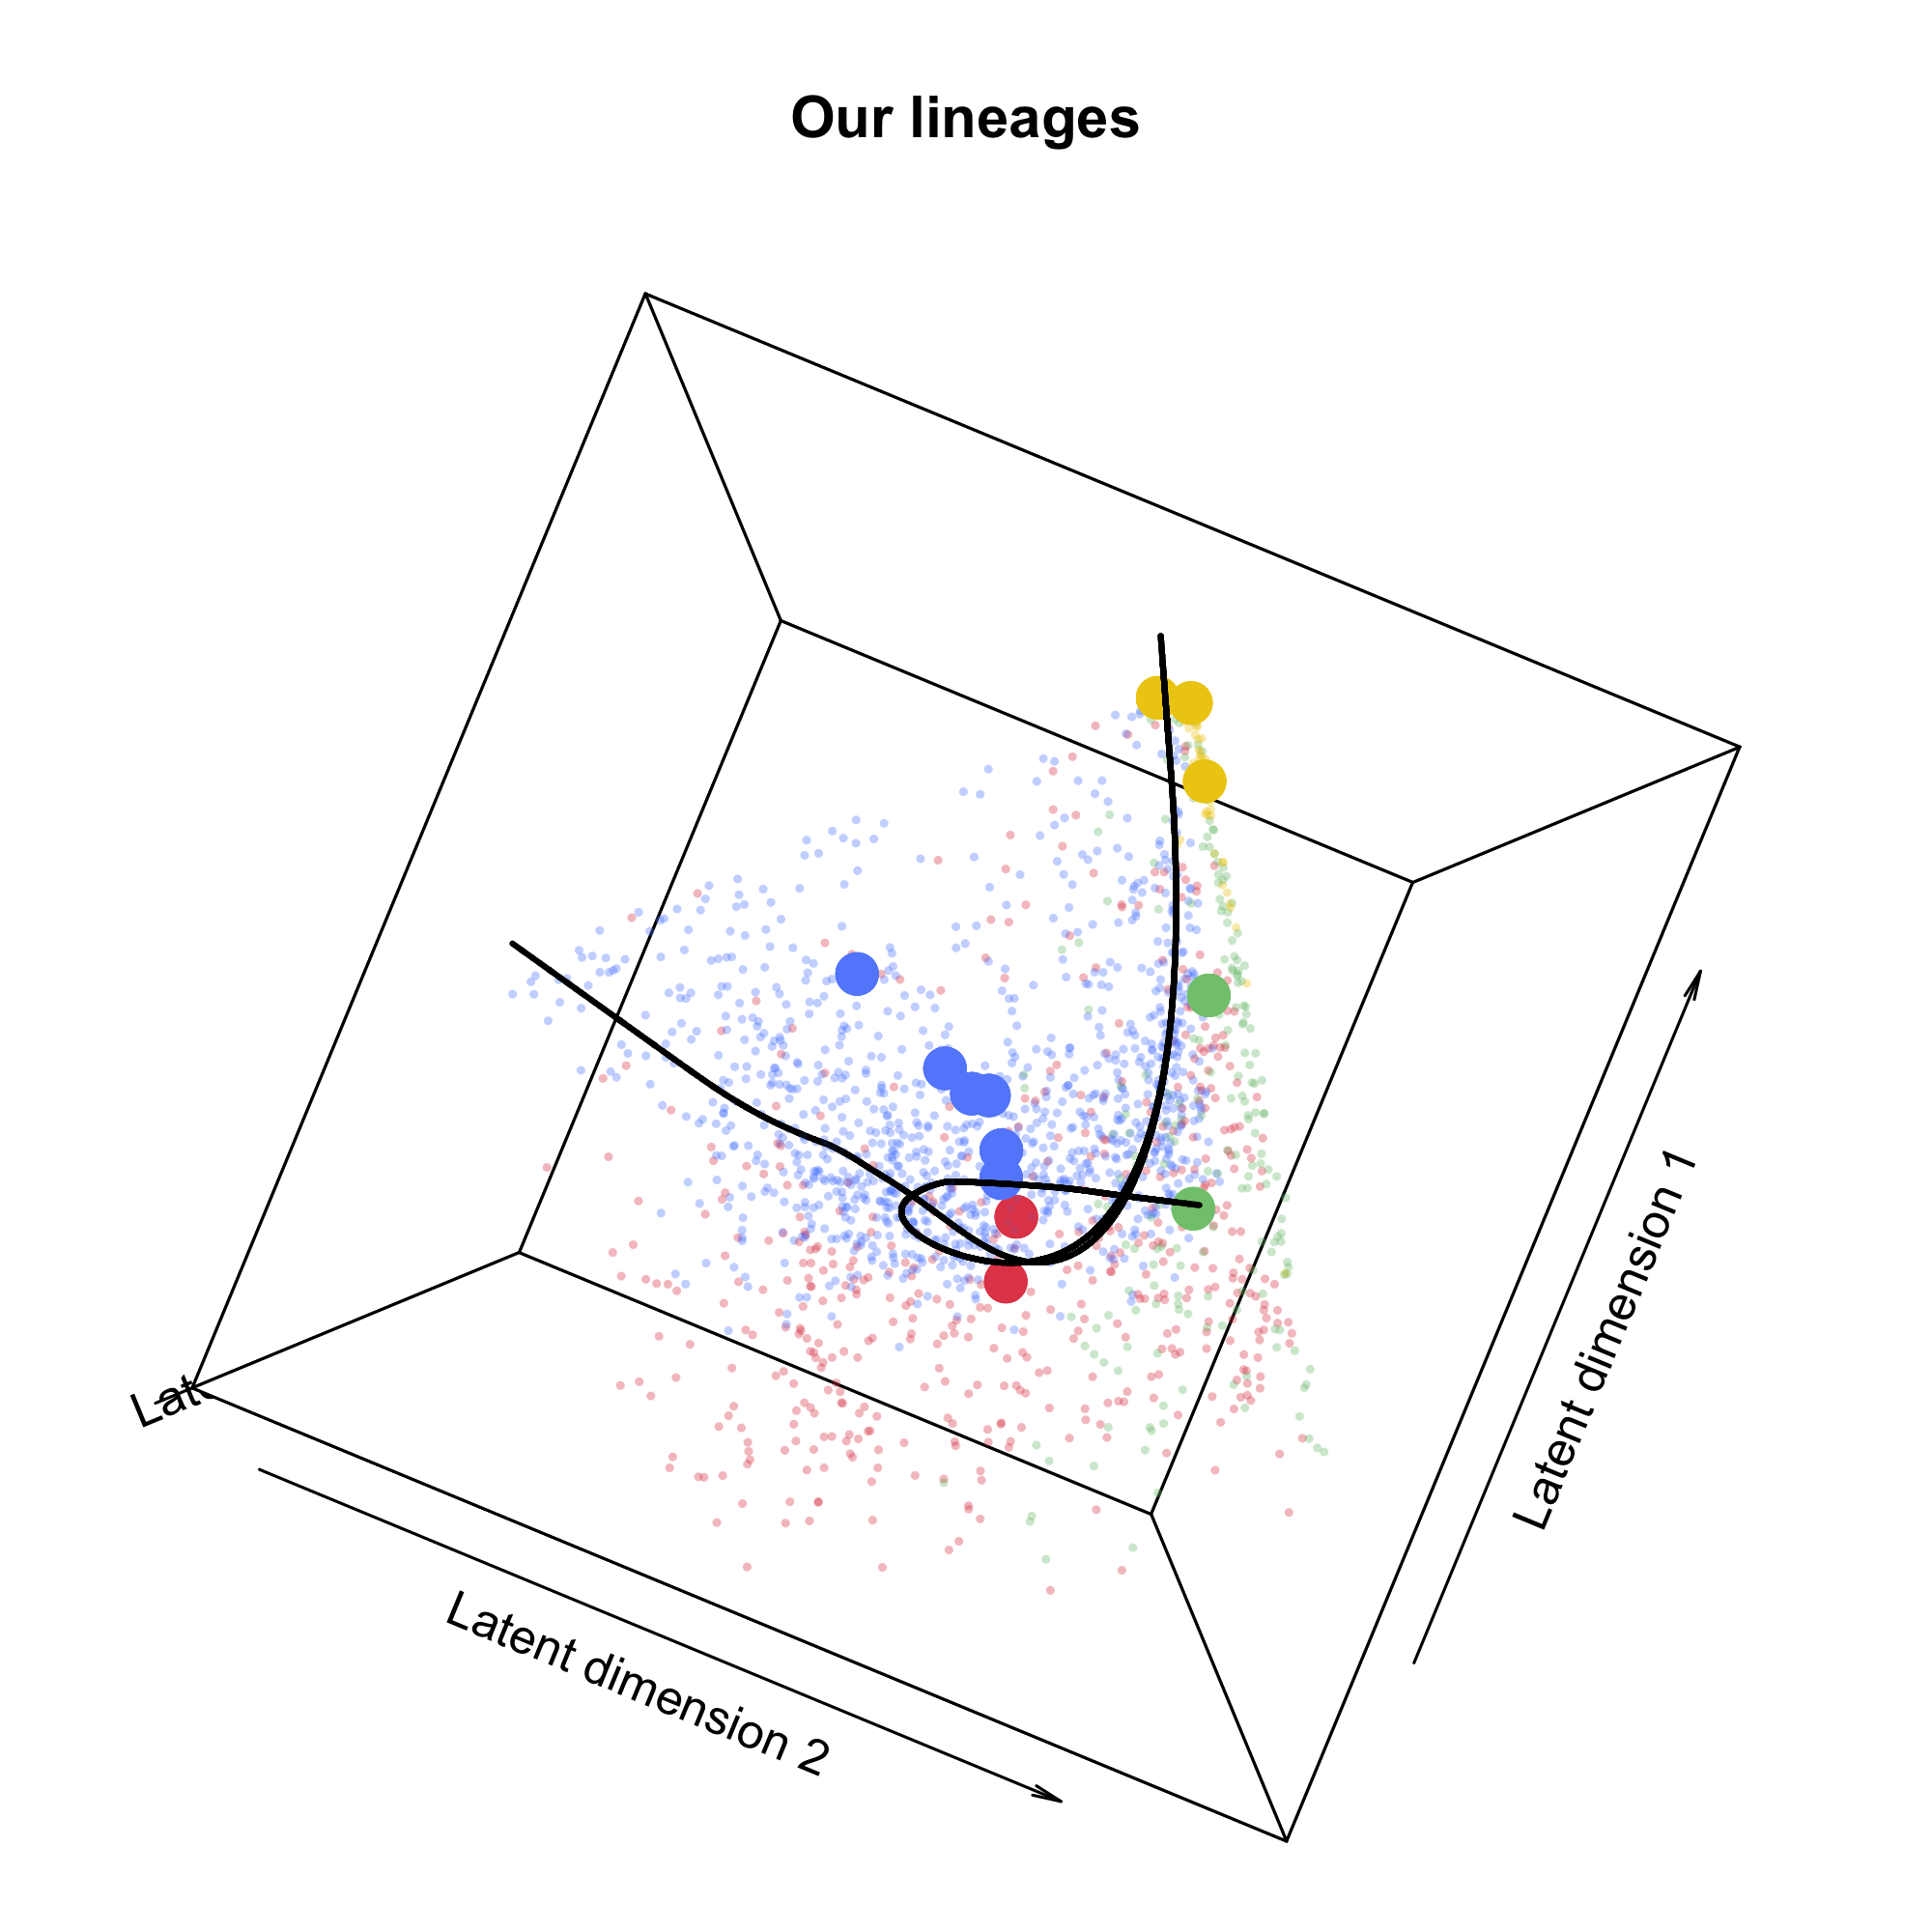 Our lineages
Latent dimension 1
Lat
Latent dimension 2